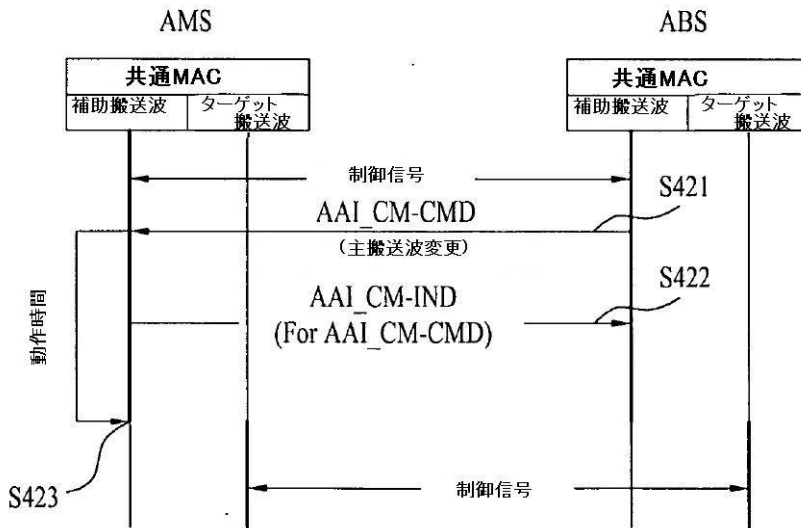 AMS
ABS
共通MAC
共通MAC
補助搬送波
ターゲット
搬送波
補助搬送波
ターゲット
搬送波
制御信号
S421
AAI_CM-CMD
(主搬送波変更)
S422
AAI_CM-IND
(For AAI_CM-CMD)
動作時間
S423
制御信号